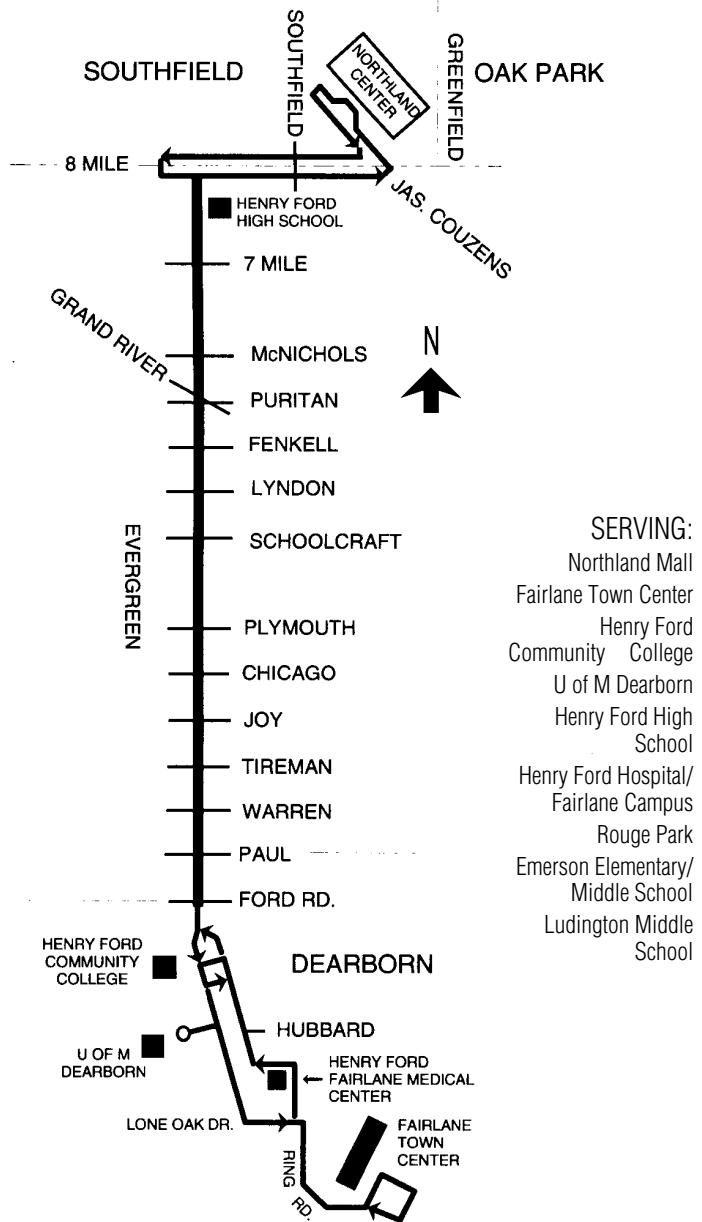 SOUTHFIELD
SOUTHFIELD
NORTHLAND
CENTER
GREENFIELD
OAK PARK
8 MILE
JAS. COUZENS
HENRY FORD
HIGH SCHOOL
7 MILE
GRAND RIVER
McNICHOLS
N
PURITAN
FENKELL
LYNDON
EVERGREEN
SCHOOLCRAFT
PLYMOUTH
CHICAGO
JOY
TIREMAN
WARREN
PAUL
FORD RD.
SERVING:
Northland Mall
Fairlane Town Center
Henry Ford
Community College
U of M Dearborn
Henry Ford High
School
Henry Ford Hospital/
Fairlane Campus
Rouge Park
Emerson Elementary/
Middle School
Ludington Middle
School
HENRY FORD
COMMUNITY
COLLEGE
DEARBORN
HUBBARD
U OF M
DEARBORN
HENRY FORD
FAIRLANE MEDICAL
CENTER
LONE OAK DR.
FAIRLANE
TOWN
CENTER
RING
RD.